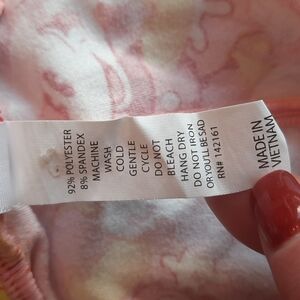 92% POLYESTER
8% SPANDEX
MACHINE
WASH
COLD
GENTLE
CYCLE
DO NOT
BLEACH
HANG DRY
DO NOT IRON
OR YOU'LL BE SAD
RN# 142161
MADE IN
VIETNAM